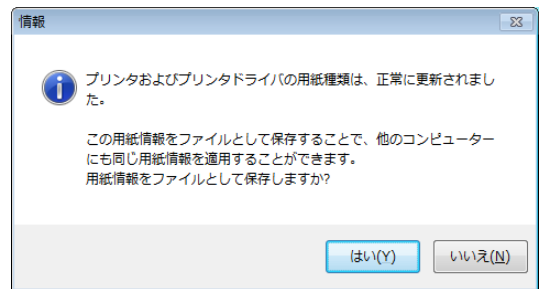 情報
プリンタおよびプリンタドライバの用紙種類は、正常に更新されまし
た。
この用紙情報をファイルとして保存することで、他のコンピューター
にも同じ用紙情報を適用することができます。
用紙情報をファイルとして保存しますか?
はい(Y) いいえ(N)